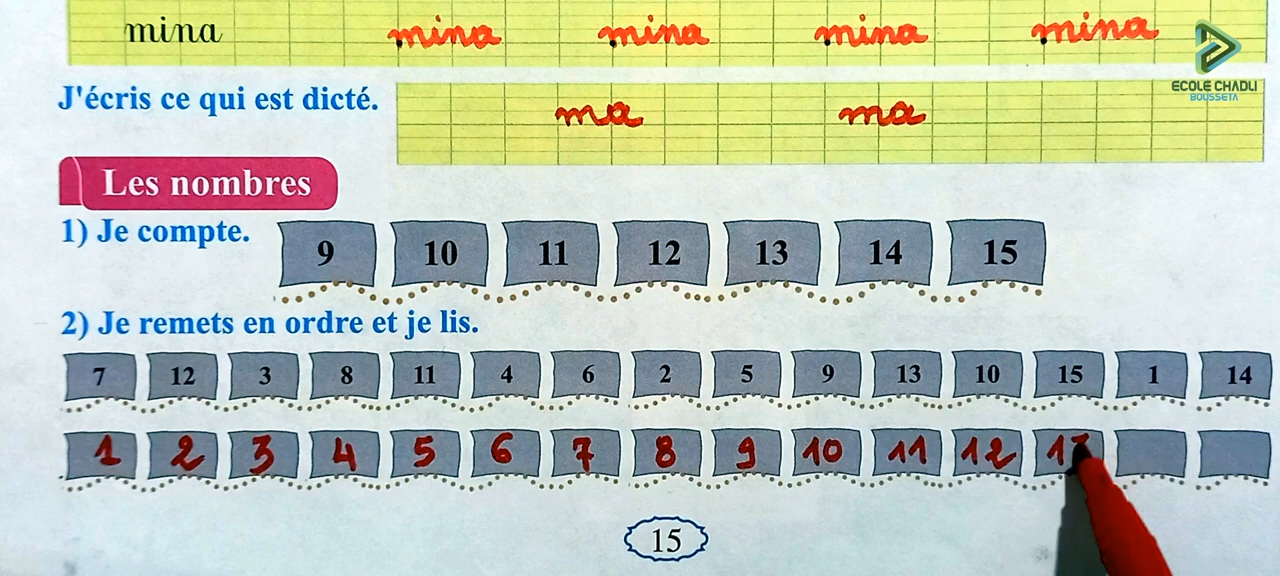 mina mina mina mina mina
ECOLE CHADLI
BOUSSETA
J'écris ce qui est dicté. ma ma
Les nombres
1) Je compte. 9 10 11 12 13 14 15
2) Je remets en ordre et je lis.
7 12 3 8 11 4 6 2 5 9 13 10 15 1 14
1 2 3 4 5 6 7 8 9 10 11 12
15